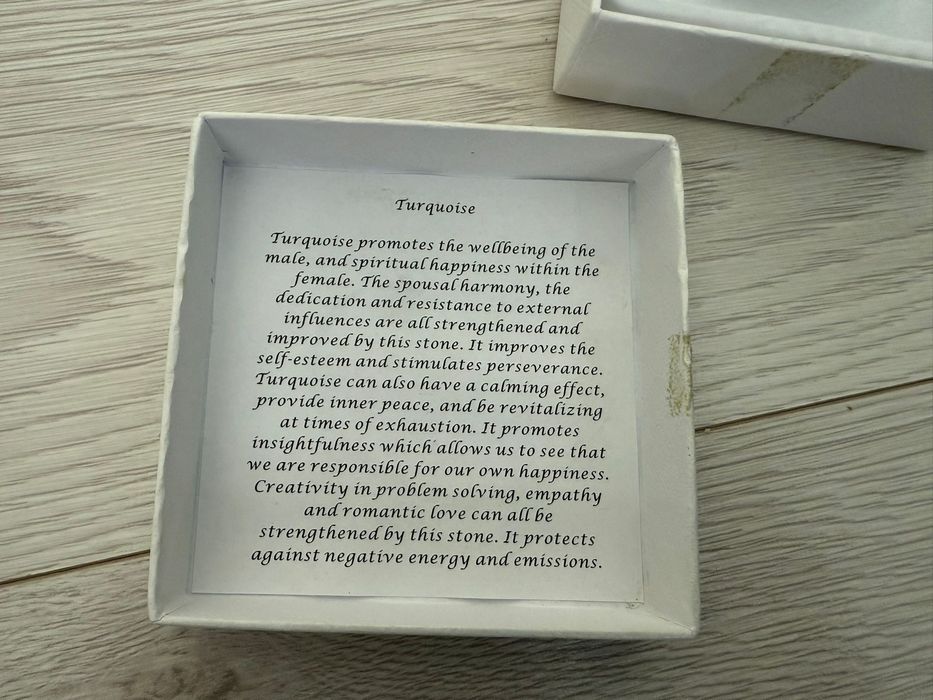 Turquoise
Turquoise promotes the wellbeing of the
male, and spiritual happiness within the
female. The spousal harmony, the
dedication and resistance to external
influences are all strengthened and
improved by this stone. It improves the
self-esteem and stimulates perseverance.
Turquoise can also have a calming effect,
provide inner peace, and be revitalizing
at times of exhaustion. It promotes
insightfulness which allows us to see that
we are responsible for our own happiness.
Creativity in problem solving, empathy
and romantic love can all be
strengthened by this stone. It protects
against negative energy and emissions.